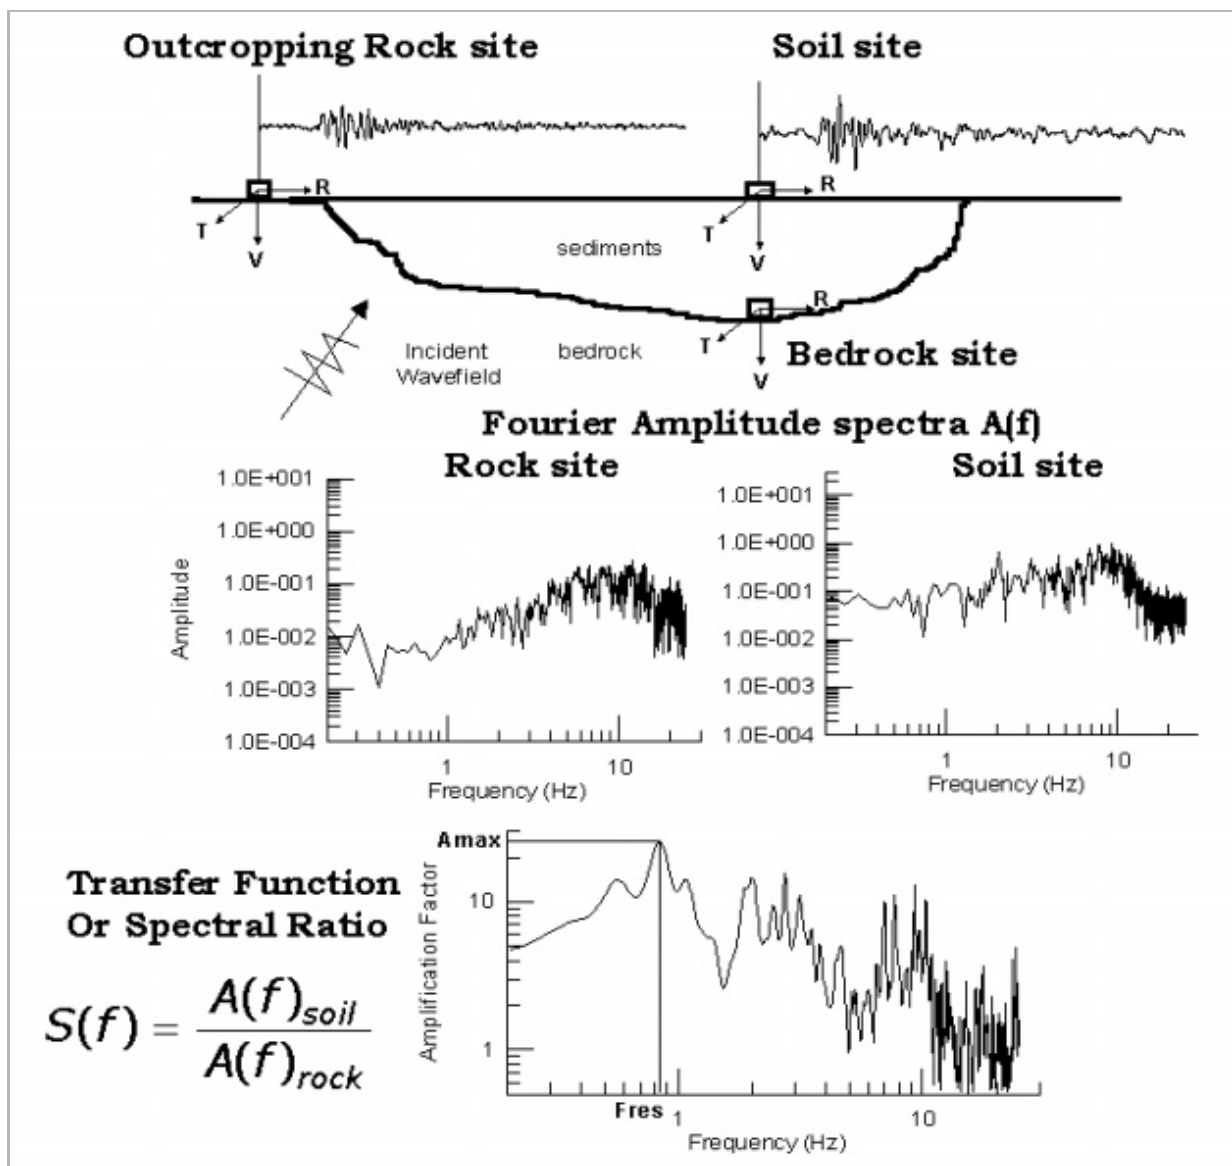 Outcropping Rock site
Soil site
R
R
T
V
T
V
sediments
R
T
V
Incident
Wavefield
bedrock
Bedrock site
Fourier Amplitude spectra A(f)
Rock site
Soil site
1.0E+001
1.0E+000
1.0E-001
1.0E-002
1.0E-003
1.0E-004
Amplitude
1
10
Frequency (Hz)
1.0E+001
1.0E+000
1.0E-001
1.0E-002
1.0E-003
1.0E-004
1
10
Frequency (Hz)
Transfer Function
Or Spectral Ratio
S(f) = A(f)soil / A(f)rock
Amax
10
1
Amplification Factor
Fres
1
10
Frequency (Hz)